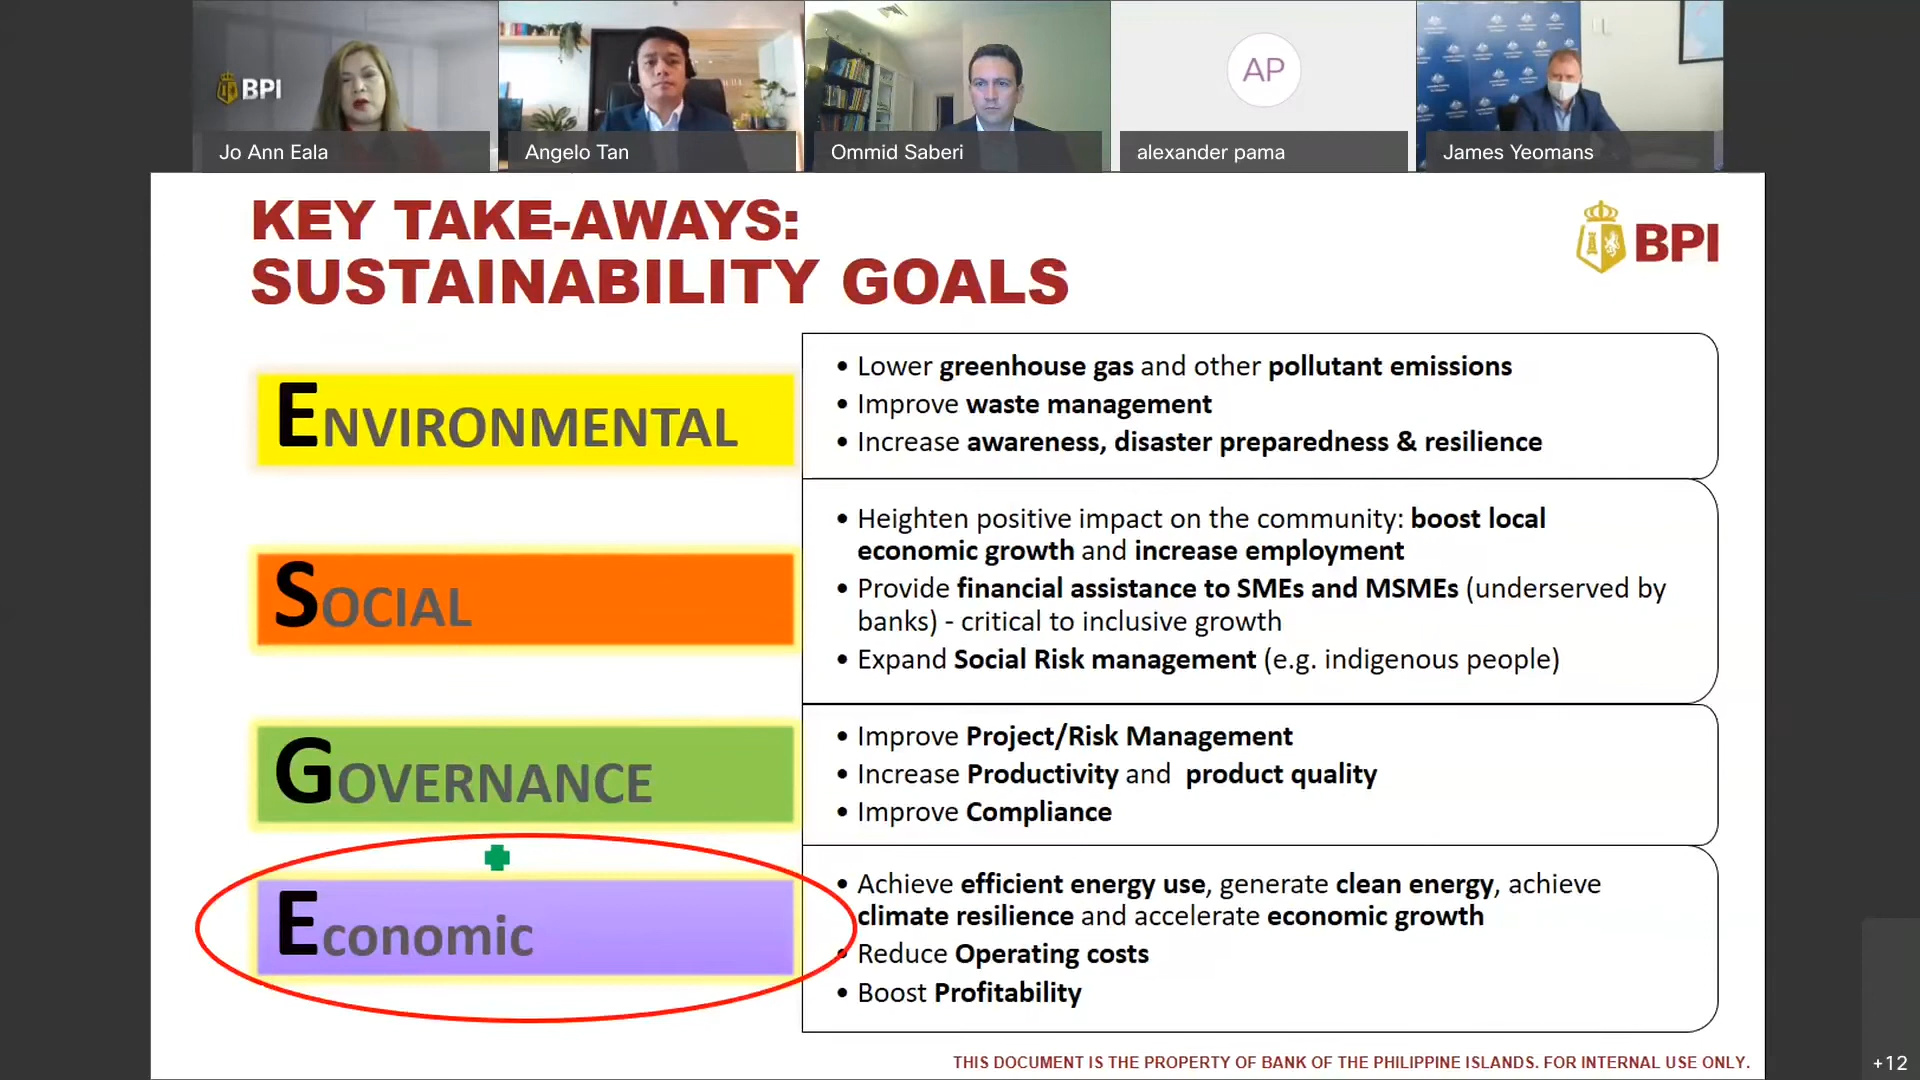 BPI
Jo Ann Eala
Angelo Tan
Ommid Saberi
AP
alexander pama
James Yeomans
KEY TAKE-AWAYS:
SUSTAINABILITY GOALS
BPI
ENVIRONMENTAL
• Lower greenhouse gas and other pollutant emissions
• Improve waste management
• Increase awareness, disaster preparedness & resilience
SOCIAL
• Heighten positive impact on the community: boost local
economic growth and increase employment
• Provide financial assistance to SMEs and MSMEs (underserved by
banks) - critical to inclusive growth
• Expand Social Risk management (e.g. indigenous people)
GOVERNANCE
• Improve Project/Risk Management
• Increase Productivity and product quality
• Improve Compliance
Economic
• Achieve efficient energy use, generate clean energy, achieve
climate resilience and accelerate economic growth
• Reduce Operating costs
• Boost Profitability
THIS DOCUMENT IS THE PROPERTY OF BANK OF THE PHILIPPINE ISLANDS. FOR INTERNAL USE ONLY.
+12